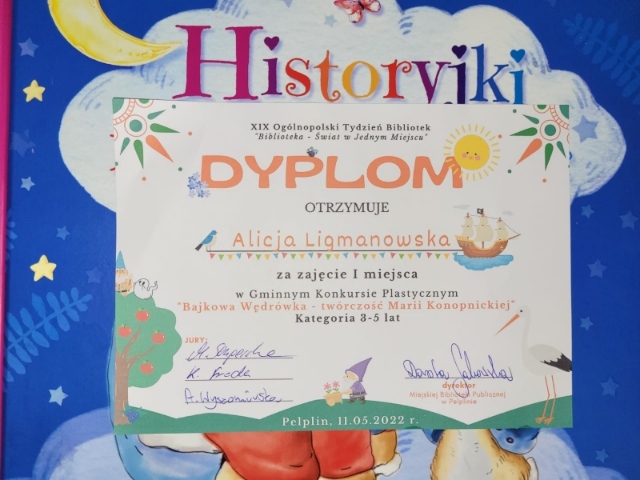 Historyjki
XIX Ogólnopolski Tydzień Bibliotek
"Biblioteka - Świat w Jednym Miejscu"
DYPLOM
OTRZYMUJE
Alicja Ligmanowska
za zajęcie I miejsca
w Gminnym Konkursie Plastycznym
"Bajkowa Wędrówka - twórczość Marii Konopnickiej"
Kategoria 3-5 lat
JURY:
dyrektor
Miejskiej Biblioteki Publicznej
w Pelplinie
Pelplin, 11.05.2022 r.